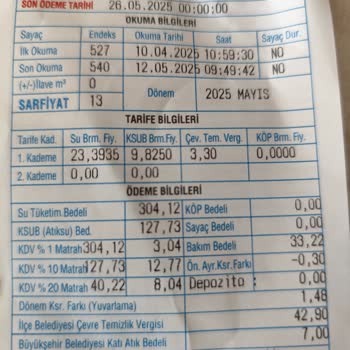 SON ÖDEME TARİHİ 26.05.2025 00:00:00
OKUMA BİLGİLERİ
Sayaç Endeks Okuma Tarihi Saat Sayaç Dur.
İlk Okuma 527 10.04.2025 10:59:30 NO
Son Okuma 540 12.05.2025 09:49:42 NO
(+/-)İlave m³ 0
SARFİYAT 13 Dönem 2025 MAYIS
TARİFE BİLGİLERİ
Tarife Kad. Su Brm. Fiy. KSUB Brm.Fiy. Çev. Tem. Verg. KÖP Brm.Fiy.
1. Kademe 23,3935 9,8250 3,30 0,0000
2. Kademe 0,00 0,00
ÖDEME BİLGİLERİ
Su Tüketim Bedeli 304,12 KÖP Bedeli 0,00
KSUB (Atıksu) Bed. 127,73 Sayaç Bedeli 0,00
KDV % 1 Matrah 304,12 3,04 Bakım Bedeli 33,22
KDV % 10 Matrah 127,73 12,77 Ön. Ayr.Ksr.Farkı -0,30
KDV % 20 Matrah 40,22 8,04 Depozito : 0,00
Dönem Ksr. Farkı (Yuvarlama) 1,48
İlçe Belediyesi Çevre Temizlik Vergisi 42,90
Büyükşehir Belediyesi Katı Atık Bedeli 7,00